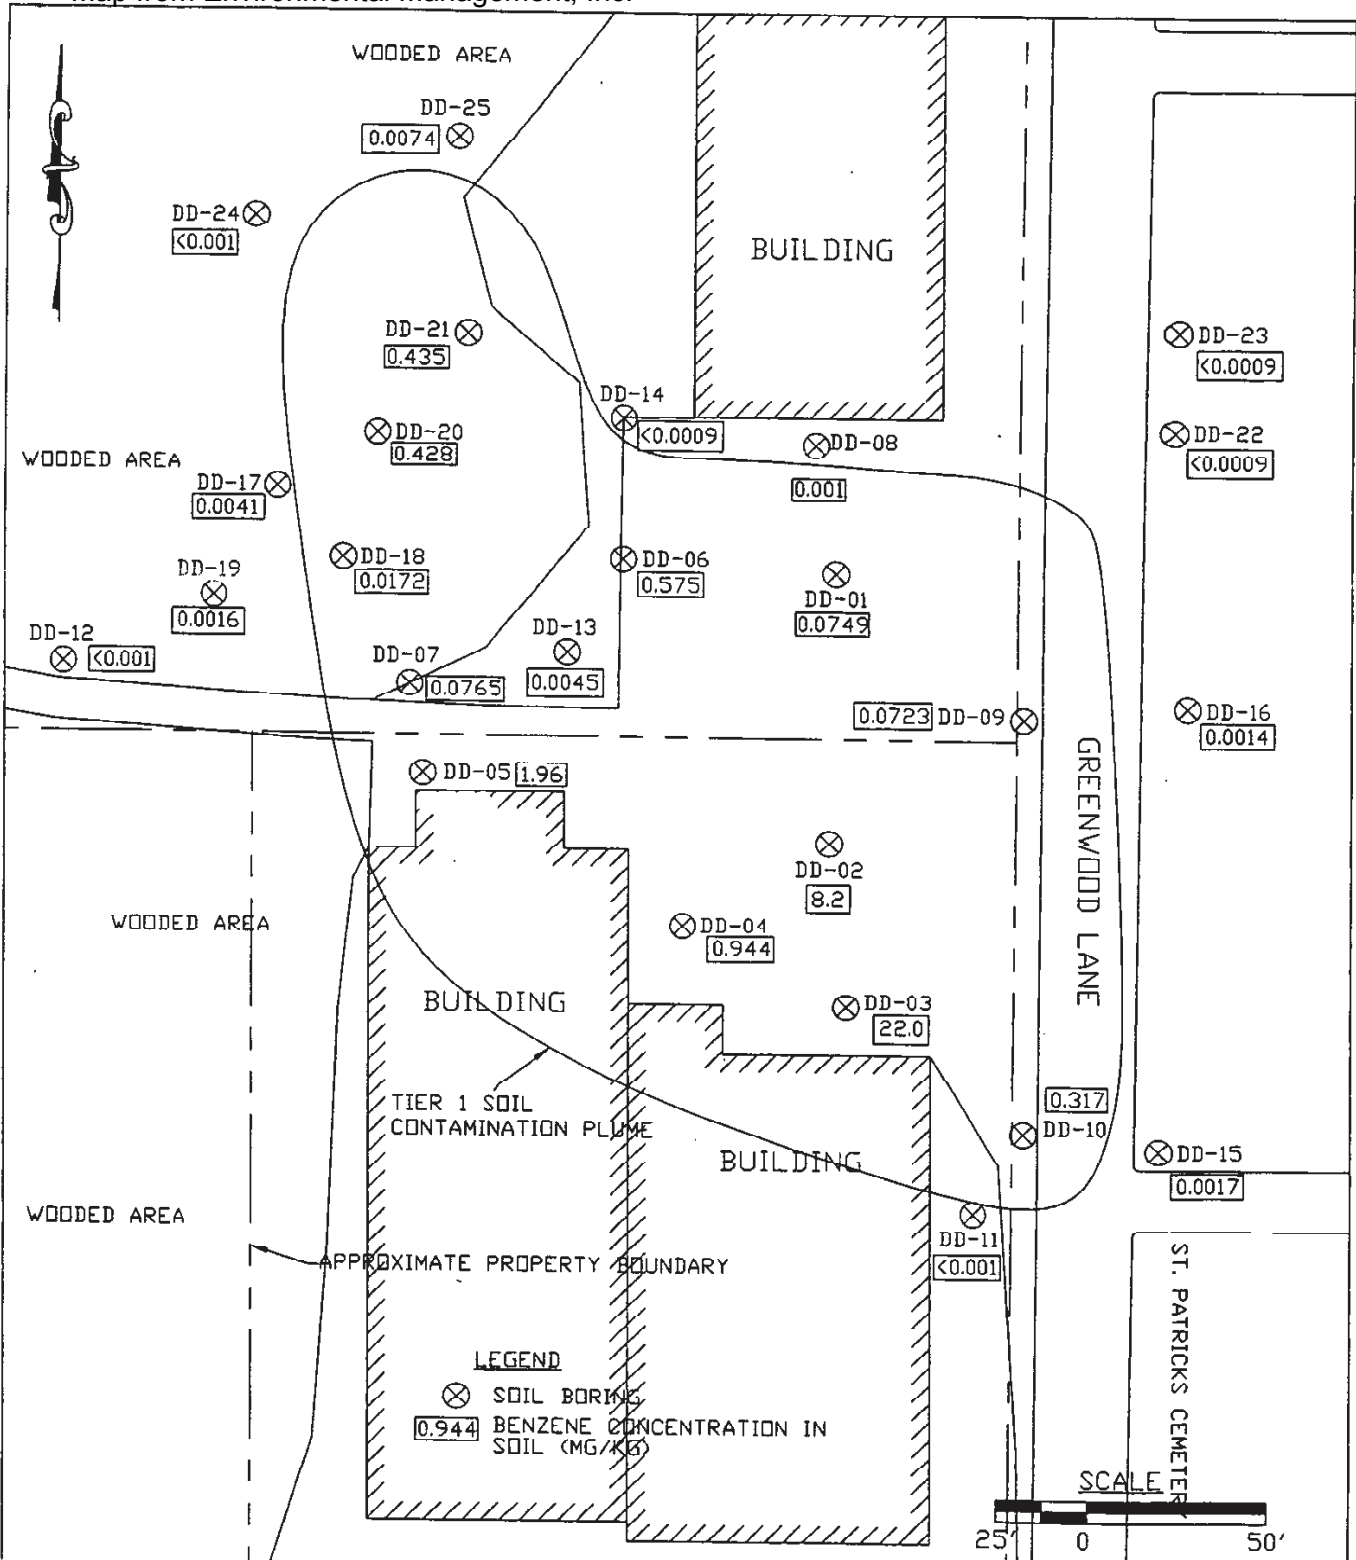 Map from Environmental Management, Inc.
WOODED AREA
DD-25
0.0074
DD-24
<0.001
BUILDING
DD-21
0.435
DD-23
<0.0009
DD-14
<0.0009
DD-20
0.428
DD-08
0.001
DD-22
<0.0009
WOODED AREA
DD-17
0.0041
DD-18
0.0172
DD-06
0.575
DD-19
0.0016
DD-01
0.0749
DD-12
<0.001
DD-13
0.0045
DD-07
0.0765
0.0723 DD-09
DD-16
0.0014
GREENWOOD LANE
DD-05 1.96
DD-02
8.2
WOODED AREA
DD-04
0.944
BUILDING
DD-03
22.0
TIER 1 SOIL
CONTAMINATION PLUME
0.317
DD-10
BUILDING
DD-15
0.0017
WOODED AREA
DD-11
<0.001
APPROXIMATE PROPERTY BOUNDARY
ST. PATRICKS CEMETERY
LEGEND
SOIL BORING
0.944 BENZENE CONCENTRATION IN
SOIL (MG/KG)
SCALE
25' 0 50'